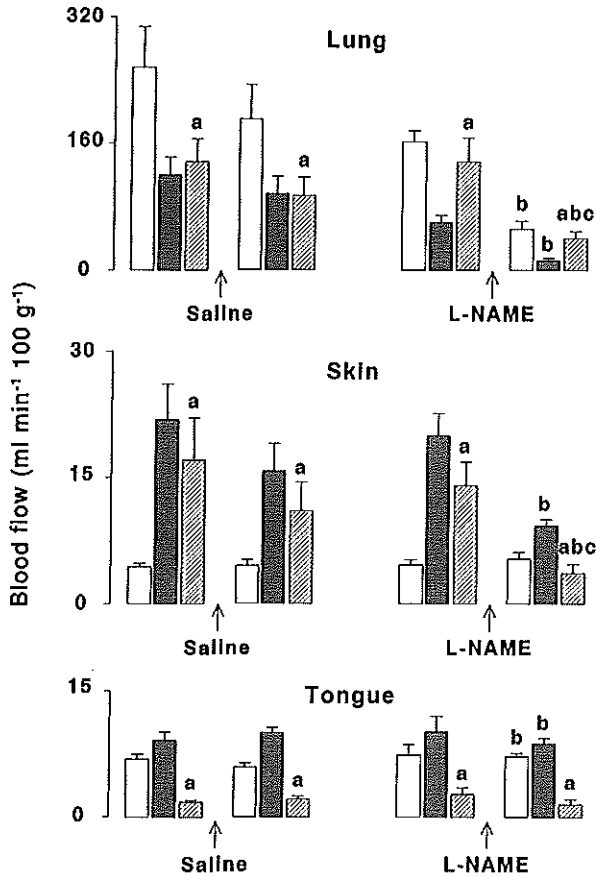 Blood flow (ml min⁻¹ 100 g⁻¹)
Lung
320
160
0
a
a
a
b
b
abc
Saline
L-NAME
Skin
30
15
0
a
a
a
b
abc
Saline
L-NAME
Tongue
15
0
a
a
a
b
b
a
Saline
L-NAME